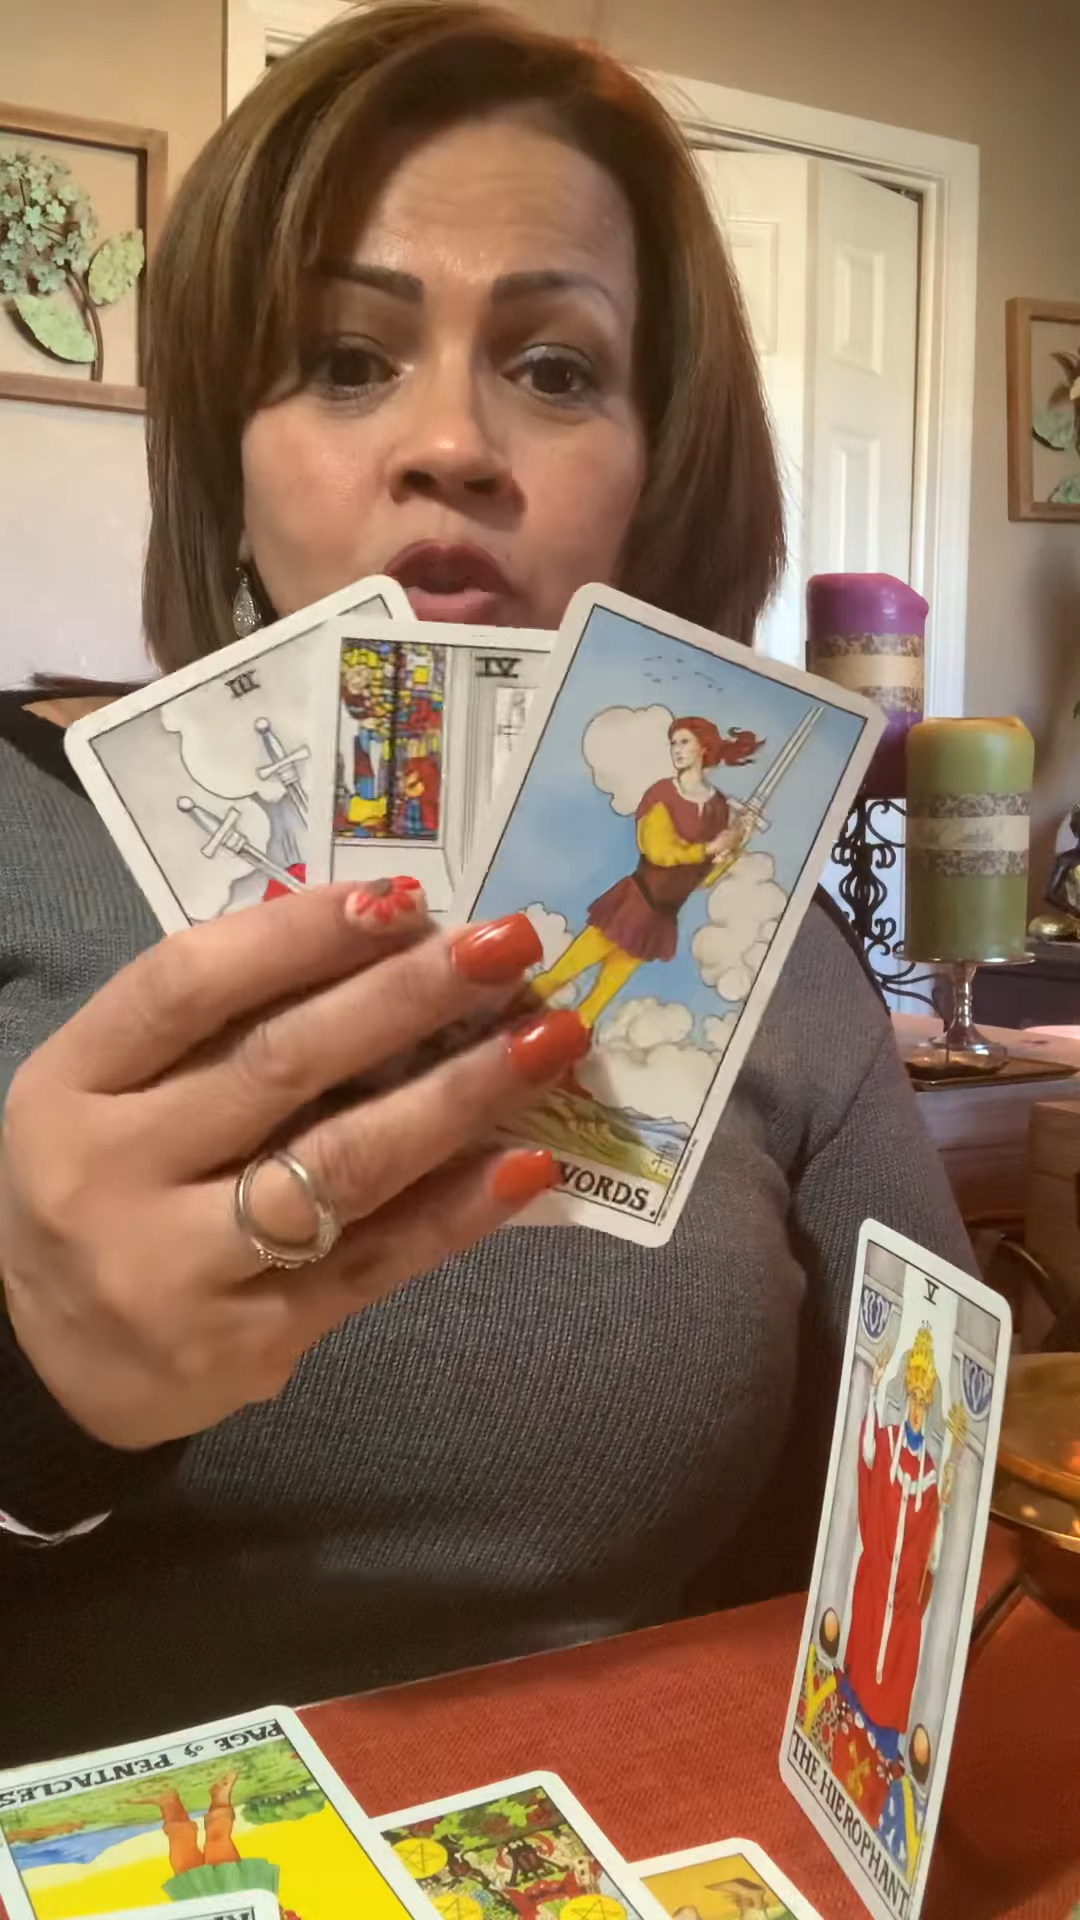 III
IV
WORDS.
V
THE HIEROPHANT
PAGE of PENTACLES